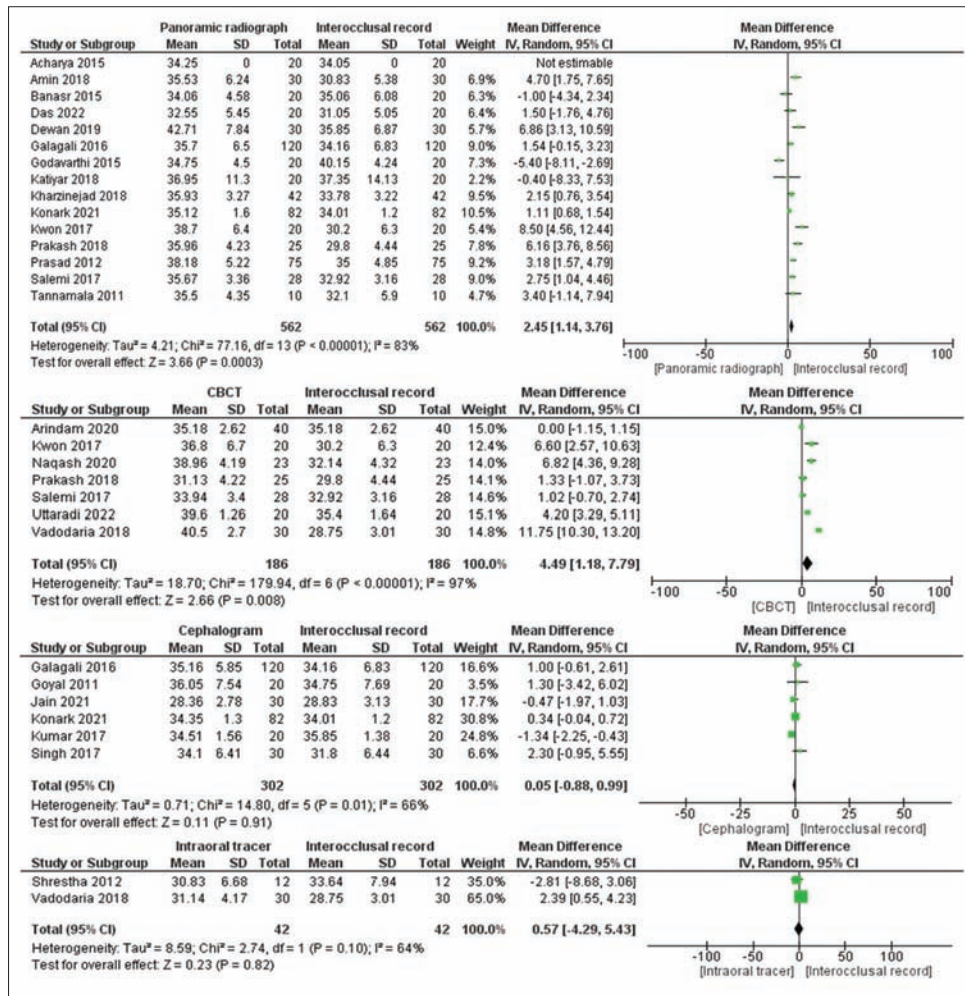 Panoramic radiograph Interocclusal record Mean Difference Mean Difference
Study or Subgroup Mean SD Total Mean SD Total Weight IV, Random, 95% CI IV, Random, 95% CI
Acharya 2015 34.25 0 20 34.05 0 20 Not estimable
Amin 2018 35.53 6.24 30 30.83 5.38 30 6.9% 4.70 [1.75, 7.65]
Banasr 2015 34.06 4.58 20 35.06 6.08 20 6.3% -1.00 [-4.34, 2.34]
Das 2022 32.55 5.45 20 31.05 5.05 20 6.4% 1.50 [-1.76, 4.76]
Dewan 2019 42.71 7.84 30 35.85 6.87 30 5.7% 6.86 [3.13, 10.59]
Galagali 2016 35.7 6.5 120 34.16 6.83 120 9.0% 1.54 [-0.15, 3.23]
Godavarthi 2015 34.75 4.5 20 40.15 4.24 20 7.3% -5.40 [-8.11, -2.69]
Katiyar 2018 36.95 11.3 20 37.35 14.13 20 2.2% -0.40 [-8.33, 7.53]
Kharzinejad 2018 35.93 3.27 42 33.78 3.22 42 9.5% 2.15 [0.76, 3.54]
Konark 2021 35.12 1.6 82 34.01 1.2 82 10.5% 1.11 [0.68, 1.54]
Kwon 2017 38.7 6.4 20 30.2 6.3 20 5.4% 8.50 [4.56, 12.44]
Prakash 2018 35.96 4.23 25 29.8 4.44 25 7.8% 6.16 [3.76, 8.56]
Prasad 2012 38.18 5.22 75 35 4.85 75 9.2% 3.18 [1.57, 4.79]
Salemi 2017 35.67 3.36 28 32.92 3.16 28 9.0% 2.75 [1.04, 4.46]
Tannamala 2011 35.5 4.35 10 32.1 5.9 10 4.7% 3.40 [-1.14, 7.94]
Total (95% CI) 562 562 100.0% 2.45 [1.14, 3.76]
Heterogeneity: Tau² = 4.21; Chi² = 77.16, df = 13 (P < 0.00001); I² = 83%
Test for overall effect: Z = 3.66 (P = 0.0003)
-100 -50 0 50 100
[Panoramic radiograph] [Interocclusal record]
CBCT Interocclusal record Mean Difference Mean Difference
Study or Subgroup Mean SD Total Mean SD Total Weight IV, Random, 95% CI IV, Random, 95% CI
Arindam 2020 35.18 2.62 40 35.18 2.62 40 15.0% 0.00 [-1.15, 1.15]
Kwon 2017 36.8 6.7 20 30.2 6.3 20 12.4% 6.60 [2.57, 10.63]
Naqash 2020 38.96 4.19 23 32.14 4.32 23 14.0% 6.82 [4.36, 9.28]
Prakash 2018 31.13 4.22 25 29.8 4.44 25 14.1% 1.33 [-1.07, 3.73]
Salemi 2017 33.94 3.4 28 32.92 3.16 28 14.6% 1.02 [-0.70, 2.74]
Uttaradi 2022 39.6 1.26 20 35.4 1.64 20 15.1% 4.20 [3.29, 5.11]
Vadodaria 2018 40.5 2.7 30 28.75 3.01 30 14.8% 11.75 [10.30, 13.20]
Total (95% CI) 186 186 100.0% 4.49 [1.18, 7.79]
Heterogeneity: Tau² = 18.70; Chi² = 179.94, df = 6 (P < 0.00001); I² = 97%
Test for overall effect: Z = 2.66 (P = 0.008)
-100 -50 0 50 100
[CBCT] [Interocclusal record]
Cephalogram Interocclusal record Mean Difference Mean Difference
Study or Subgroup Mean SD Total Mean SD Total Weight IV, Random, 95% CI IV, Random, 95% CI
Galagali 2016 35.16 5.85 120 34.16 6.83 120 16.6% 1.00 [-0.61, 2.61]
Goyal 2011 36.05 7.54 20 34.75 7.69 20 3.5% 1.30 [-3.42, 6.02]
Jain 2021 28.36 2.78 30 28.83 3.13 30 17.7% -0.47 [-1.97, 1.03]
Konark 2021 34.35 1.3 82 34.01 1.2 82 30.8% 0.34 [-0.04, 0.72]
Kumar 2017 34.51 1.56 20 35.85 1.38 20 24.8% -1.34 [-2.25, -0.43]
Singh 2017 34.1 6.41 30 31.8 6.44 30 6.6% 2.30 [-0.95, 5.55]
Total (95% CI) 302 302 100.0% 0.05 [-0.88, 0.99]
Heterogeneity: Tau² = 0.71; Chi² = 14.80, df = 5 (P = 0.01); I² = 66%
Test for overall effect: Z = 0.11 (P = 0.91)
-50 -25 0 25 50
[Cephalogram] [Interocclusal record]
Intraoral tracer Interocclusal record Mean Difference Mean Difference
Study or Subgroup Mean SD Total Mean SD Total Weight IV, Random, 95% CI IV, Random, 95% CI
Shrestha 2012 30.83 6.68 12 33.64 7.94 12 35.0% -2.81 [-8.68, 3.06]
Vadodaria 2018 31.14 4.17 30 28.75 3.01 30 65.0% 2.39 [0.55, 4.23]
Total (95% CI) 42 42 100.0% 0.57 [-4.29, 5.43]
Heterogeneity: Tau² = 8.59; Chi² = 2.74, df = 1 (P = 0.10); I² = 64%
Test for overall effect: Z = 0.23 (P = 0.82)
-100 -50 0 50 100
[Intraoral tracer] [Interocclusal record]